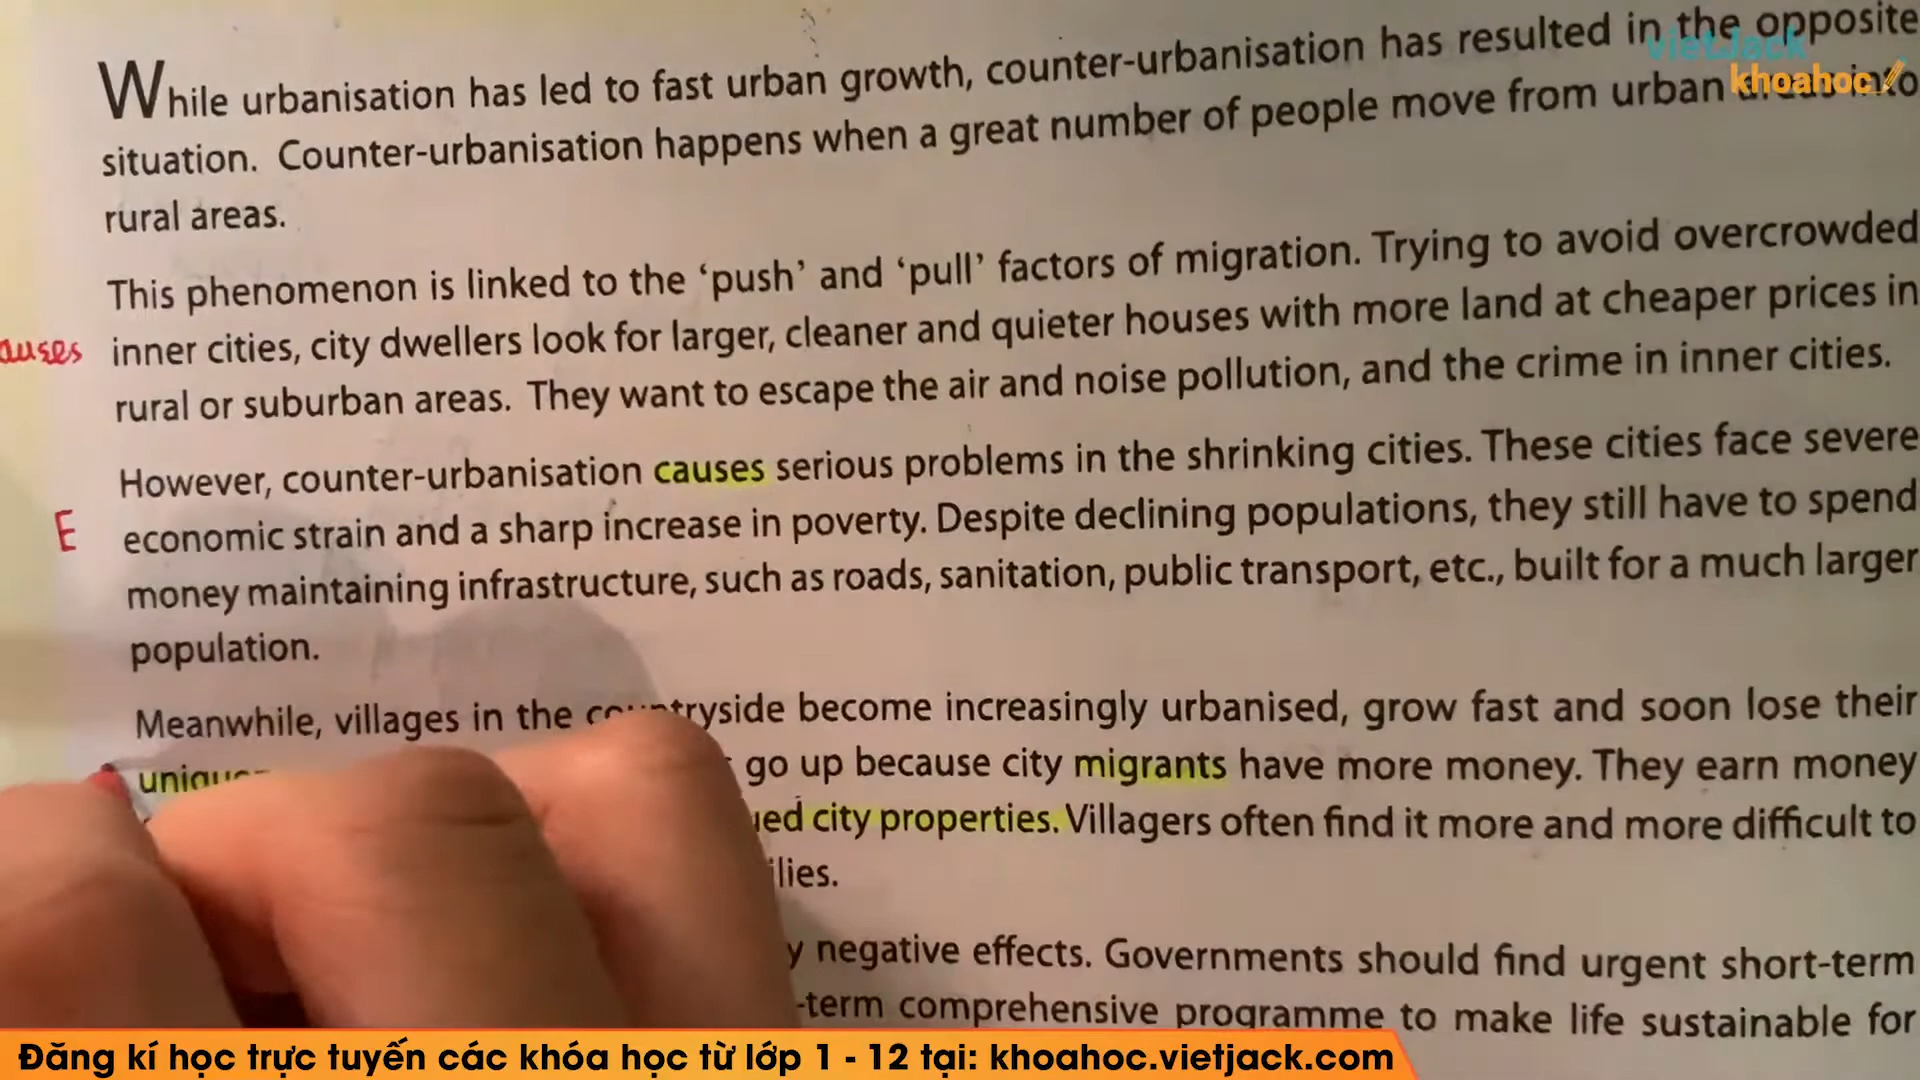 vietjack
khoahoc
While urbanisation has led to fast urban growth, counter-urbanisation has resulted in the opposite
situation. Counter-urbanisation happens when a great number of people move from urban into
rural areas.
This phenomenon is linked to the ‘push’ and ‘pull’ factors of migration. Trying to avoid overcrowded
auses inner cities, city dwellers look for larger, cleaner and quieter houses with more land at cheaper prices in
rural or suburban areas. They want to escape the air and noise pollution, and the crime in inner cities.
However, counter-urbanisation causes serious problems in the shrinking cities. These cities face severe
E economic strain and a sharp increase in poverty. Despite declining populations, they still have to spend
money maintaining infrastructure, such as roads, sanitation, public transport, etc., built for a much larger
population.
Meanwhile, villages in the countryside become increasingly urbanised, grow fast and soon lose their
go up because city migrants have more money. They earn money
ued city properties. Villagers often find it more and more difficult to
ilies.
y negative effects. Governments should find urgent short-term
-term comprehensive programme to make life sustainable for
Đăng kí học trực tuyến các khóa học từ lớp 1 - 12 tại: khoahoc.vietjack.com